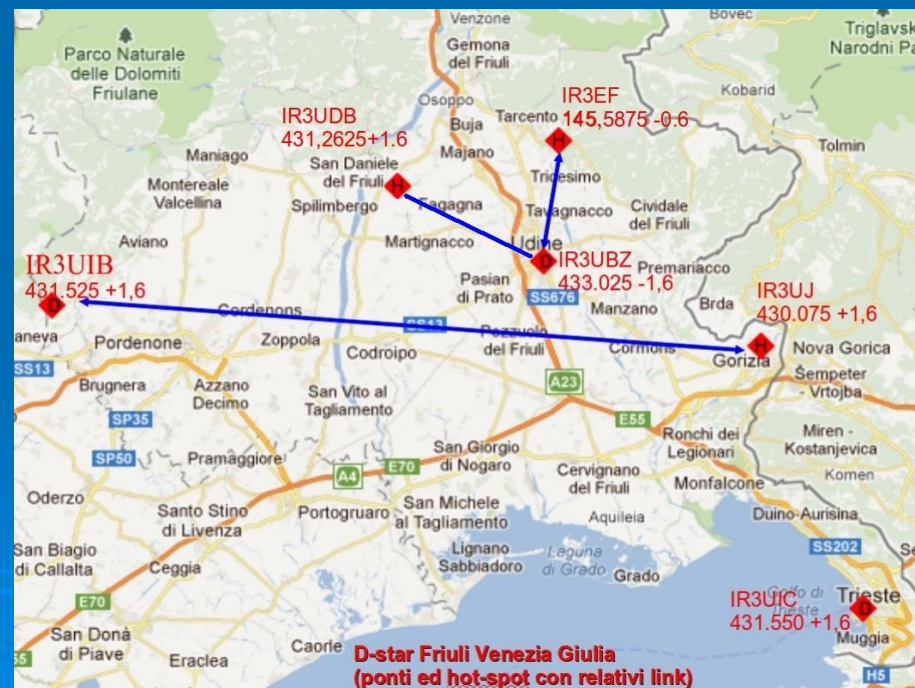 Venzone
Bovec
Triglavsk
Narodni Pa
Parco Naturale
delle Dolomiti
Friulane
Gemona
del Friuli
Kobarid
Osoppo
IR3EF
145,5875 -0.6
Tarcento
IR3UDB
431,2625+1.6
Buja
Majano
Tolmin
Maniago
San Daniele
del Friuli
H
H
Tricesimo
Montereale
Valcellina
Spilimbergo
Fagagna
Tavagnacco
Cividale
del Friuli
Aviano
Martignacco
Udine
IR3UIB
431.525 +1,6
D
D
IR3UBZ
433.025 -1,6
Premariacco
Pasian
di Prato
SS676
Manzano
Brda
IR3UJ
430.075 +1,6
aneva
Cordenons
SS13
Zoppola
Pozzuolo
del Friuli
Cormons
H
Gorizia
Nova Gorica
Pordenone
Codroipo
SS13
Brugnera
Azzano
Decimo
San Vito al
Tagliamento
A23
Šempeter
- Vrtojba
SP35
E55
Ronchi dei
Legionari
Miren -
Kostanjevica
SP50
Pramaggiore
A4
E70
San Giorgio
di Nogaro
Cervignano
del Friuli
Monfalcone
Komen
Oderzo
Santo Stino
di Livenza
Portogruaro
San Michele
al Tagliamento
Aquileia
Duino-Aurisina
San Biagio
di Callalta
Ceggia
Lignano
Sabbiadoro
Laguna
di Grado
Grado
SS202
Se
E70
IR3UIC
431.550 +1,6
Golfo di
Trieste
Trieste
D
San Donà
di Piave
Muggia
55
Eraclea
Caorle
D-star Friuli Venezia Giulia
(ponti ed hot-spot con relativi link)
H5